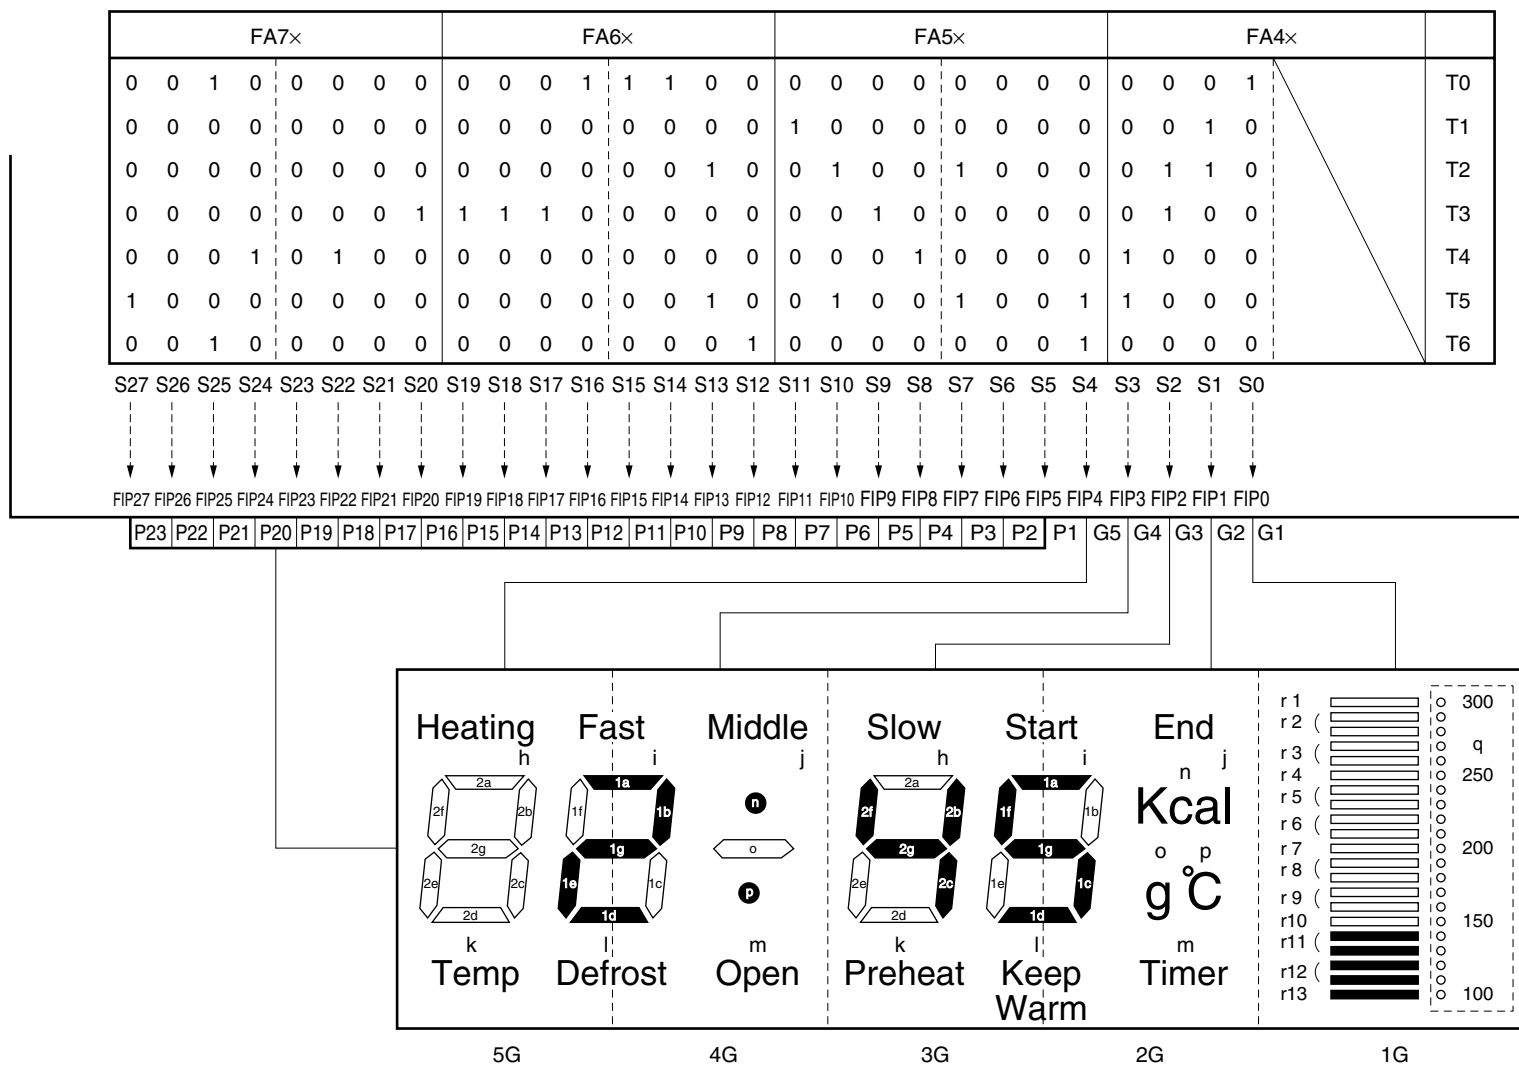 FA7× FA6× FA5× FA4×
0 0 1 0 0 0 0 0 0 0 0 1 1 1 0 0 0 0 0 0 0 0 0 0 0 0 0 1 T0
0 0 0 0 0 0 0 0 0 0 0 0 0 0 0 0 1 0 0 0 0 0 0 0 0 0 1 0 T1
0 0 0 0 0 0 0 0 0 0 0 0 0 0 1 0 0 1 0 0 1 0 0 0 0 1 1 0 T2
0 0 0 0 0 0 0 1 1 1 1 0 0 0 0 0 0 0 1 0 0 0 0 0 0 1 0 0 T3
0 0 0 1 0 1 0 0 0 0 0 0 0 0 0 0 0 0 0 1 0 0 0 0 1 0 0 0 T4
1 0 0 0 0 0 0 0 0 0 0 0 0 0 1 0 0 1 0 0 1 0 0 1 1 0 0 0 T5
0 0 1 0 0 0 0 0 0 0 0 0 0 0 0 1 0 0 0 0 0 0 0 1 0 0 0 0 T6
S27 S26 S25 S24 S23 S22 S21 S20 S19 S18 S17 S16 S15 S14 S13 S12 S11 S10 S9 S8 S7 S6 S5 S4 S3 S2 S1 S0
FIP27 FIP26 FIP25 FIP24 FIP23 FIP22 FIP21 FIP20 FIP19 FIP18 FIP17 FIP16 FIP15 FIP14 FIP13 FIP12 FIP11 FIP10 FIP9 FIP8 FIP7 FIP6 FIP5 FIP4 FIP3 FIP2 FIP1 FIP0
P23 P22 P21 P20 P19 P18 P17 P16 P15 P14 P13 P12 P11 P10 P9 P8 P7 P6 P5 P4 P3 P2 P1 G5 G4 G3 G2 G1
Heating Fast Middle Slow Start End
h i j h i j
2a 1a 2a 1a
2f 2b 1f 1b n 2f 2b 1f 1b n
Kcal
2g 1g o 2g 1g o p
2e 2c 1e 1c p 2e 2c 1e 1c g °C
2d 1d 2d 1d
k l m k l m
Temp Defrost Open Preheat Keep Warm Timer
r 1 300
r 2
r 3 q
r 4 250
r 5
r 6
r 7 200
r 8
r 9
r10 150
r11
r12
r13 100
5G 4G 3G 2G 1G